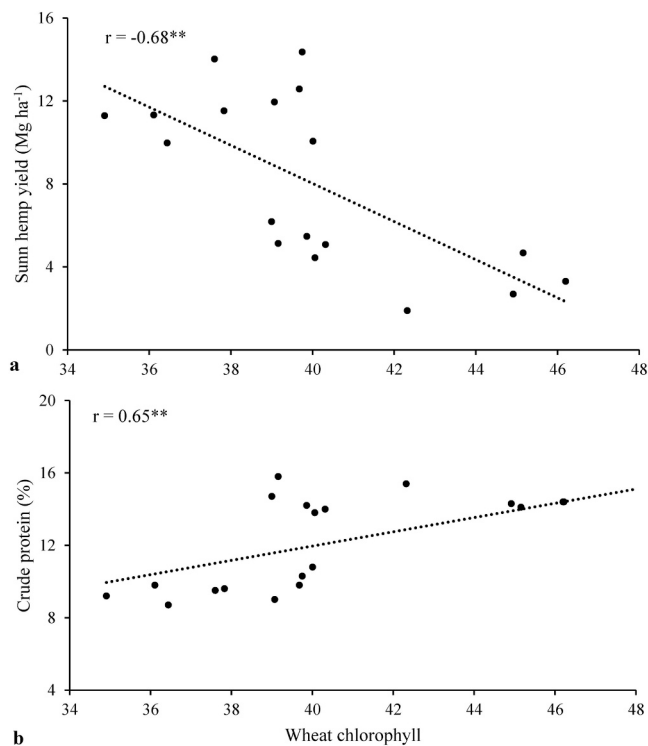 r = -0.68**
Sunn hemp yield (Mg ha⁻¹)
16
12
8
4
0
34 36 38 40 42 44 46 48
a
r = 0.65**
Crude protein (%)
20
16
12
8
4
34 36 38 40 42 44 46 48
Wheat chlorophyll
b